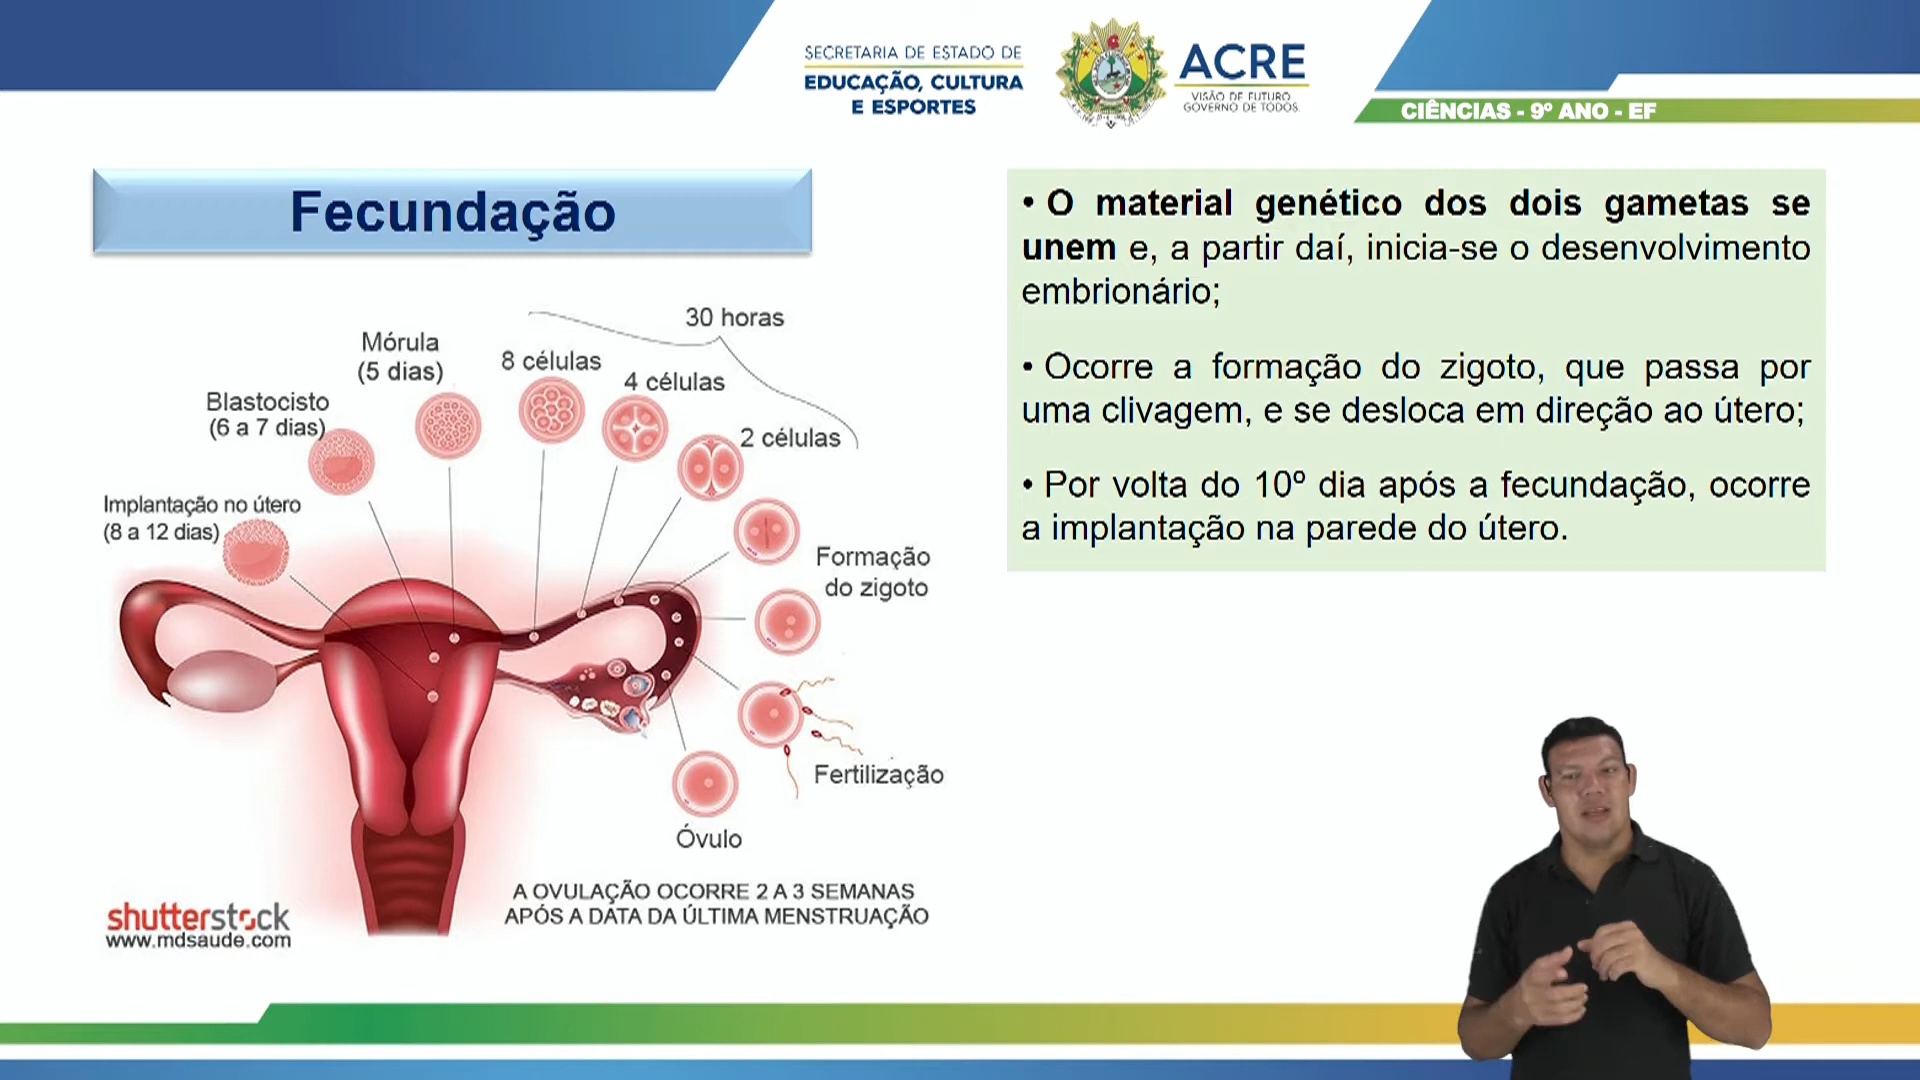 SECRETARIA DE ESTADO DE
EDUCAÇÃO, CULTURA
E ESPORTES
ACRE
VISÃO DE FUTURO
GOVERNO DE TODOS
CIÊNCIAS - 9º ANO - EF
Fecundação
30 horas
Mórula
(5 dias)
8 células
4 células
Blastocisto
(6 a 7 dias)
2 células
Implantação no útero
(8 a 12 dias)
Formação
do zigoto
Fertilização
Óvulo
A OVULAÇÃO OCORRE 2 A 3 SEMANAS
APÓS A DATA DA ÚLTIMA MENSTRUAÇÃO
shutterstock
www.mdsaude.com
• O material genético dos dois gametas se
unem e, a partir daí, inicia-se o desenvolvimento
embrionário;
• Ocorre a formação do zigoto, que passa por
uma clivagem, e se desloca em direção ao útero;
• Por volta do 10º dia após a fecundação, ocorre
a implantação na parede do útero.